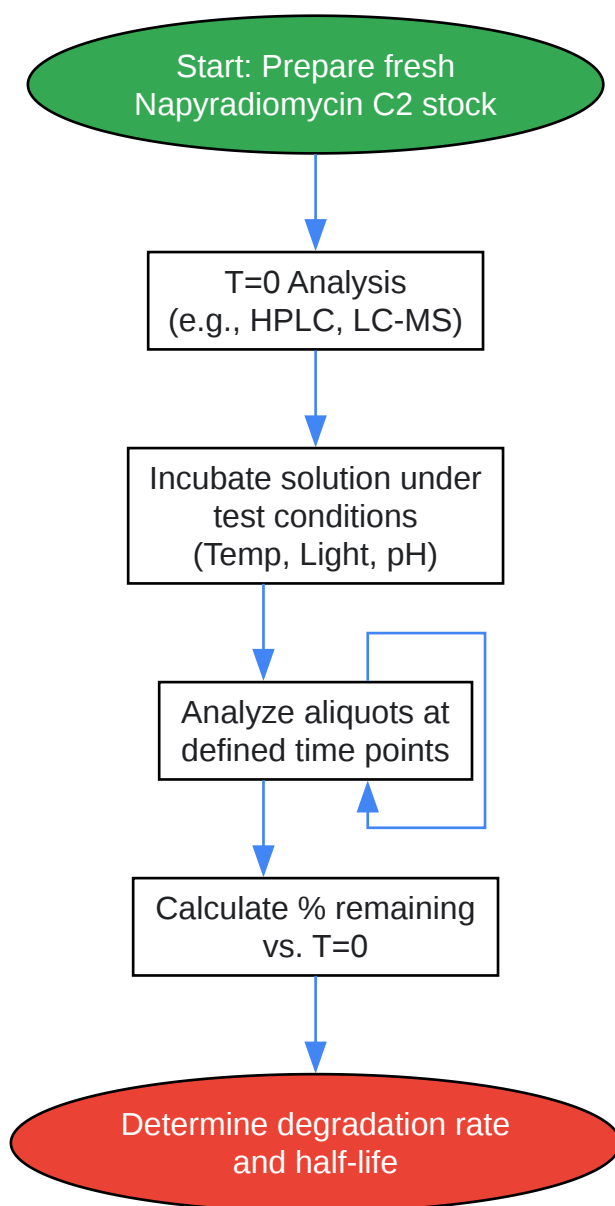 Start: Prepare fresh
Napyradiomycin C2 stock
T=0 Analysis
(e.g., HPLC, LC-MS)
Incubate solution under
test conditions
(Temp, Light, pH)
Analyze aliquots at
defined time points
Calculate % remaining
vs. T=0
Determine degradation rate
and half-life